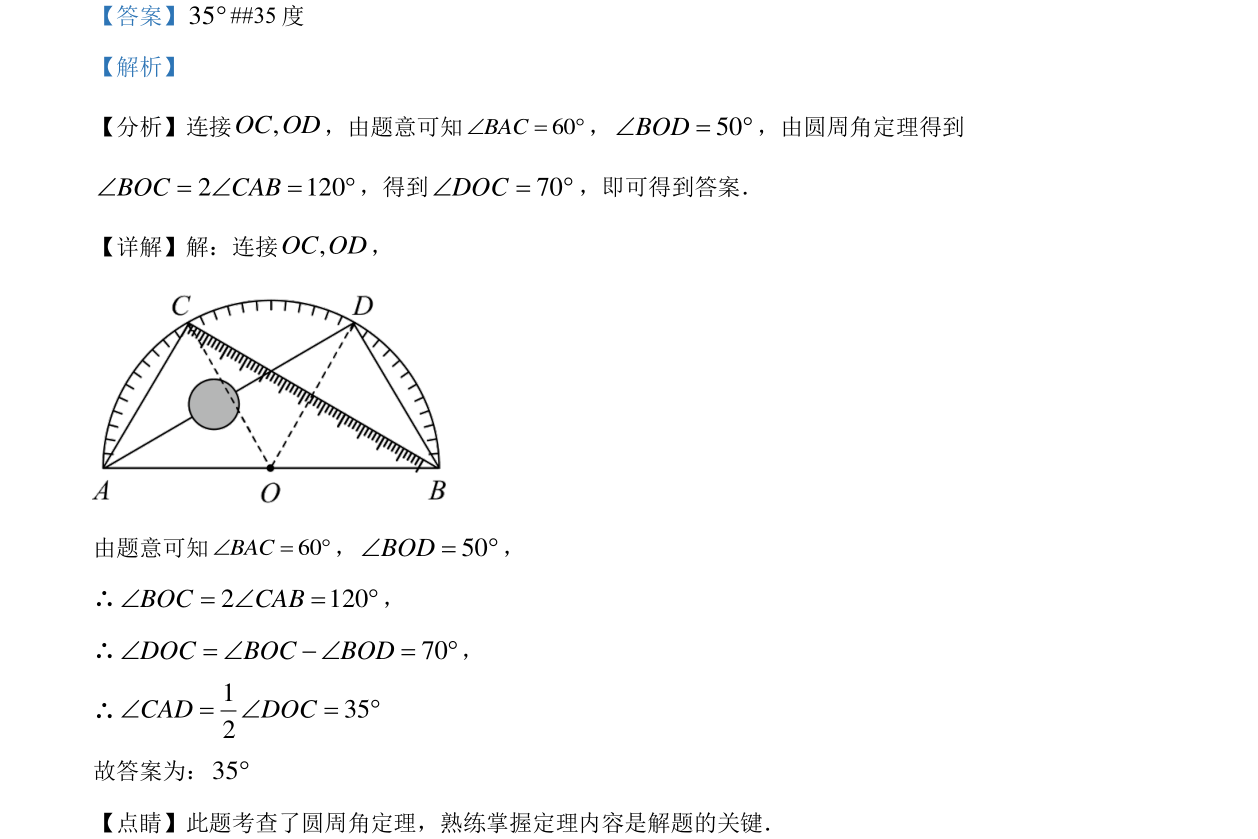 【答案】35°##35 度
【解析】
【分析】连接OC,OD，由题意可知∠BAC=60°，∠BOD=50°，由圆周角定理得到
∠BOC=2∠CAB=120°，得到∠DOC=70°，即可得到答案．
【详解】解：连接OC,OD，
C D
A O B
由题意可知∠BAC=60°，∠BOD=50°，
∴∠BOC=2∠CAB=120°，
∴∠DOC=∠BOC−∠BOD=70°，
∴∠CAD=1/2∠DOC=35°
故答案为：35°
【点睛】此题考查了圆周角定理，熟练掌握定理内容是解题的关键．